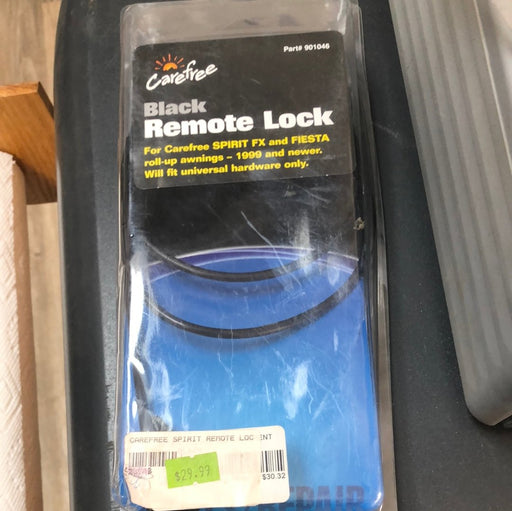 Part# 901046
Carefree
Black
Remote Lock
For Carefree SPIRIT FX and FIESTA
roll-up awnings - 1999 and newer.
Will fit universal hardware only.
CAREFREE SPIRIT REMOTE LOC ENT
$29.99
$30.32